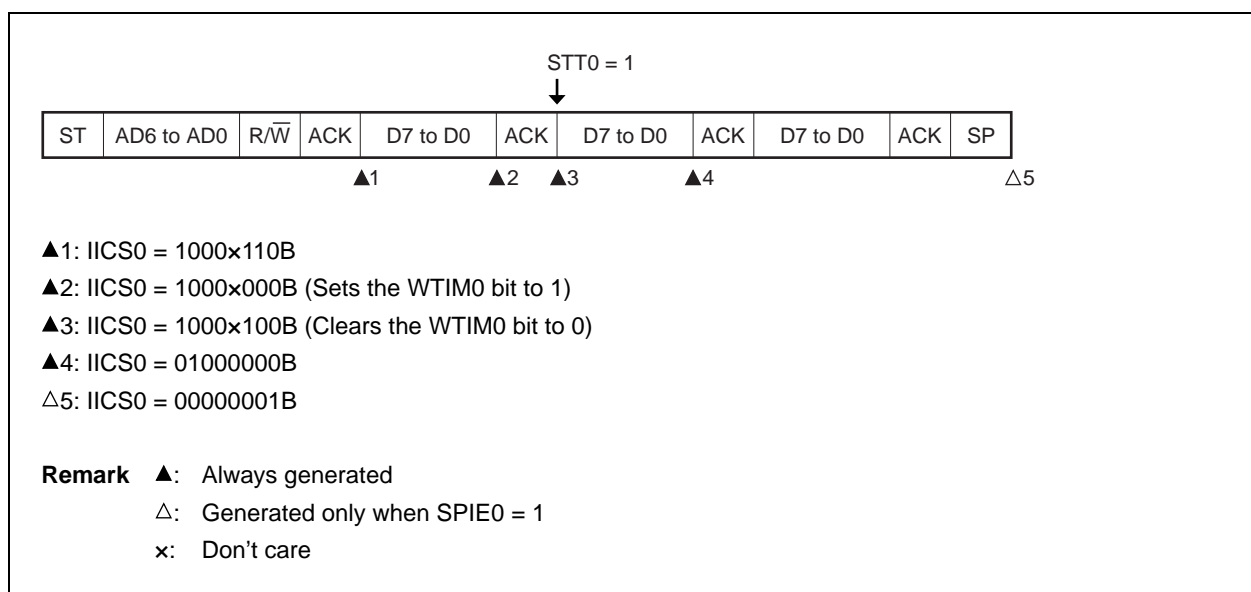 STT0 = 1
ST AD6 to AD0 R/W̅ ACK D7 to D0 ACK D7 to D0 ACK D7 to D0 ACK SP
▲1 ▲2 ▲3 ▲4 △5
▲1: IICS0 = 1000×110B
▲2: IICS0 = 1000×000B (Sets the WTIM0 bit to 1)
▲3: IICS0 = 1000×100B (Clears the WTIM0 bit to 0)
▲4: IICS0 = 01000000B
△5: IICS0 = 00000001B
Remark ▲: Always generated
△: Generated only when SPIE0 = 1
×: Don't care